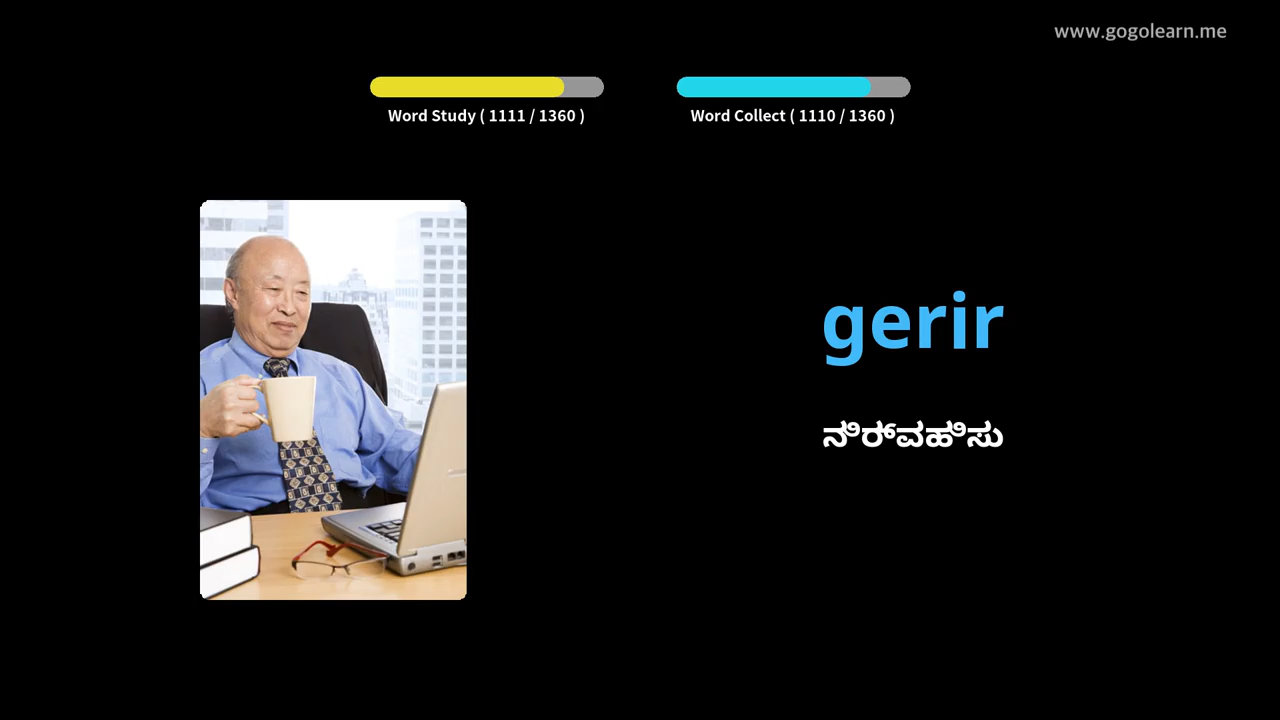 www.gogolearn.me
Word Study ( 1111 / 1360 )
Word Collect ( 1110 / 1360 )
gerir
ನಿರ್ವಹಿಸು